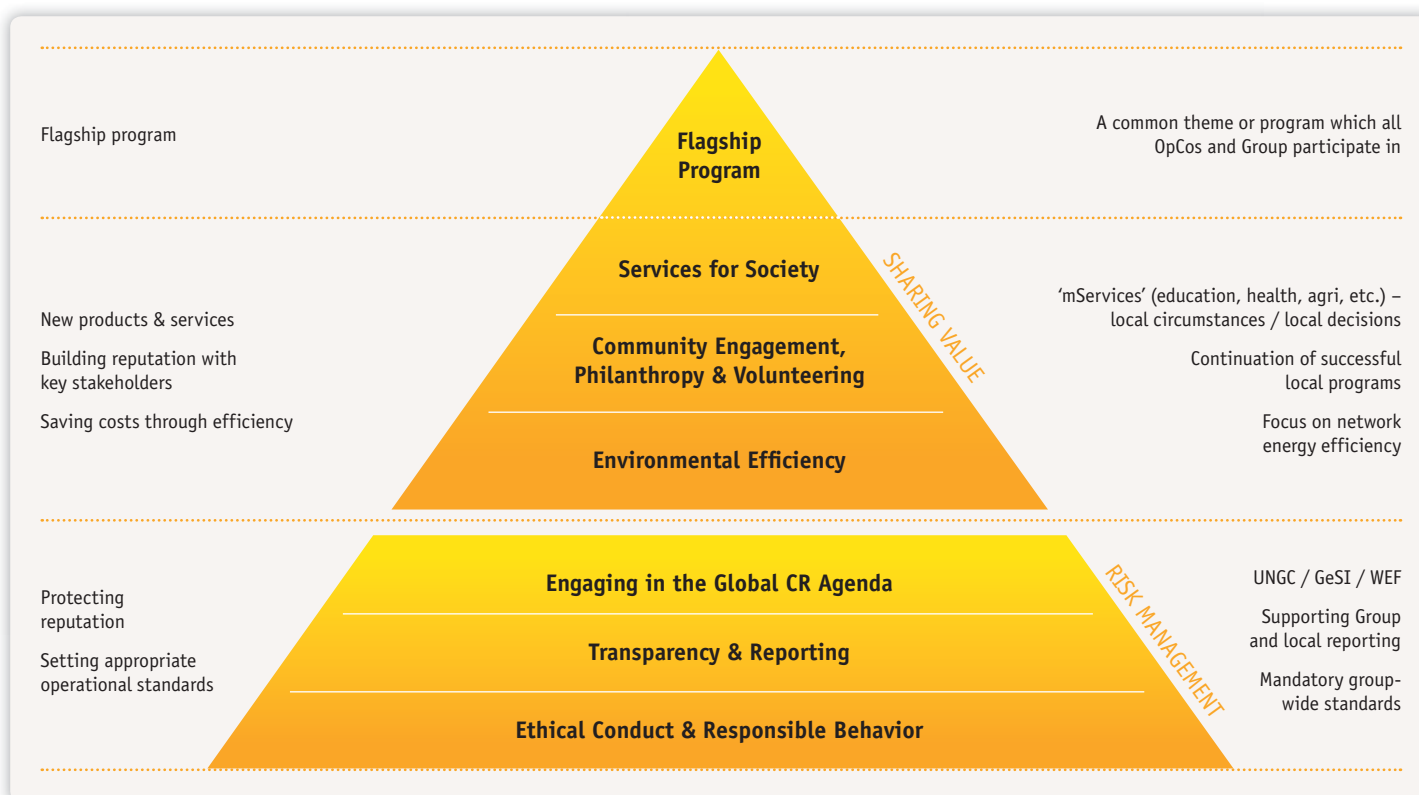 Flagship program
Flagship
Program
A common theme or program which all
OpCos and Group participate in
New products & services
Building reputation with
key stakeholders
Saving costs through efficiency
Services for Society
Community Engagement,
Philanthropy & Volunteering
Environmental Efficiency
SHARING VALUE
‘mServices’ (education, health, agri, etc.) –
local circumstances / local decisions
Continuation of successful
local programs
Focus on network
energy efficiency
Protecting
reputation
Setting appropriate
operational standards
Engaging in the Global CR Agenda
Transparency & Reporting
Ethical Conduct & Responsible Behavior
RISK MANAGEMENT
UNGC / GeSI / WEF
Supporting Group
and local reporting
Mandatory group-
wide standards